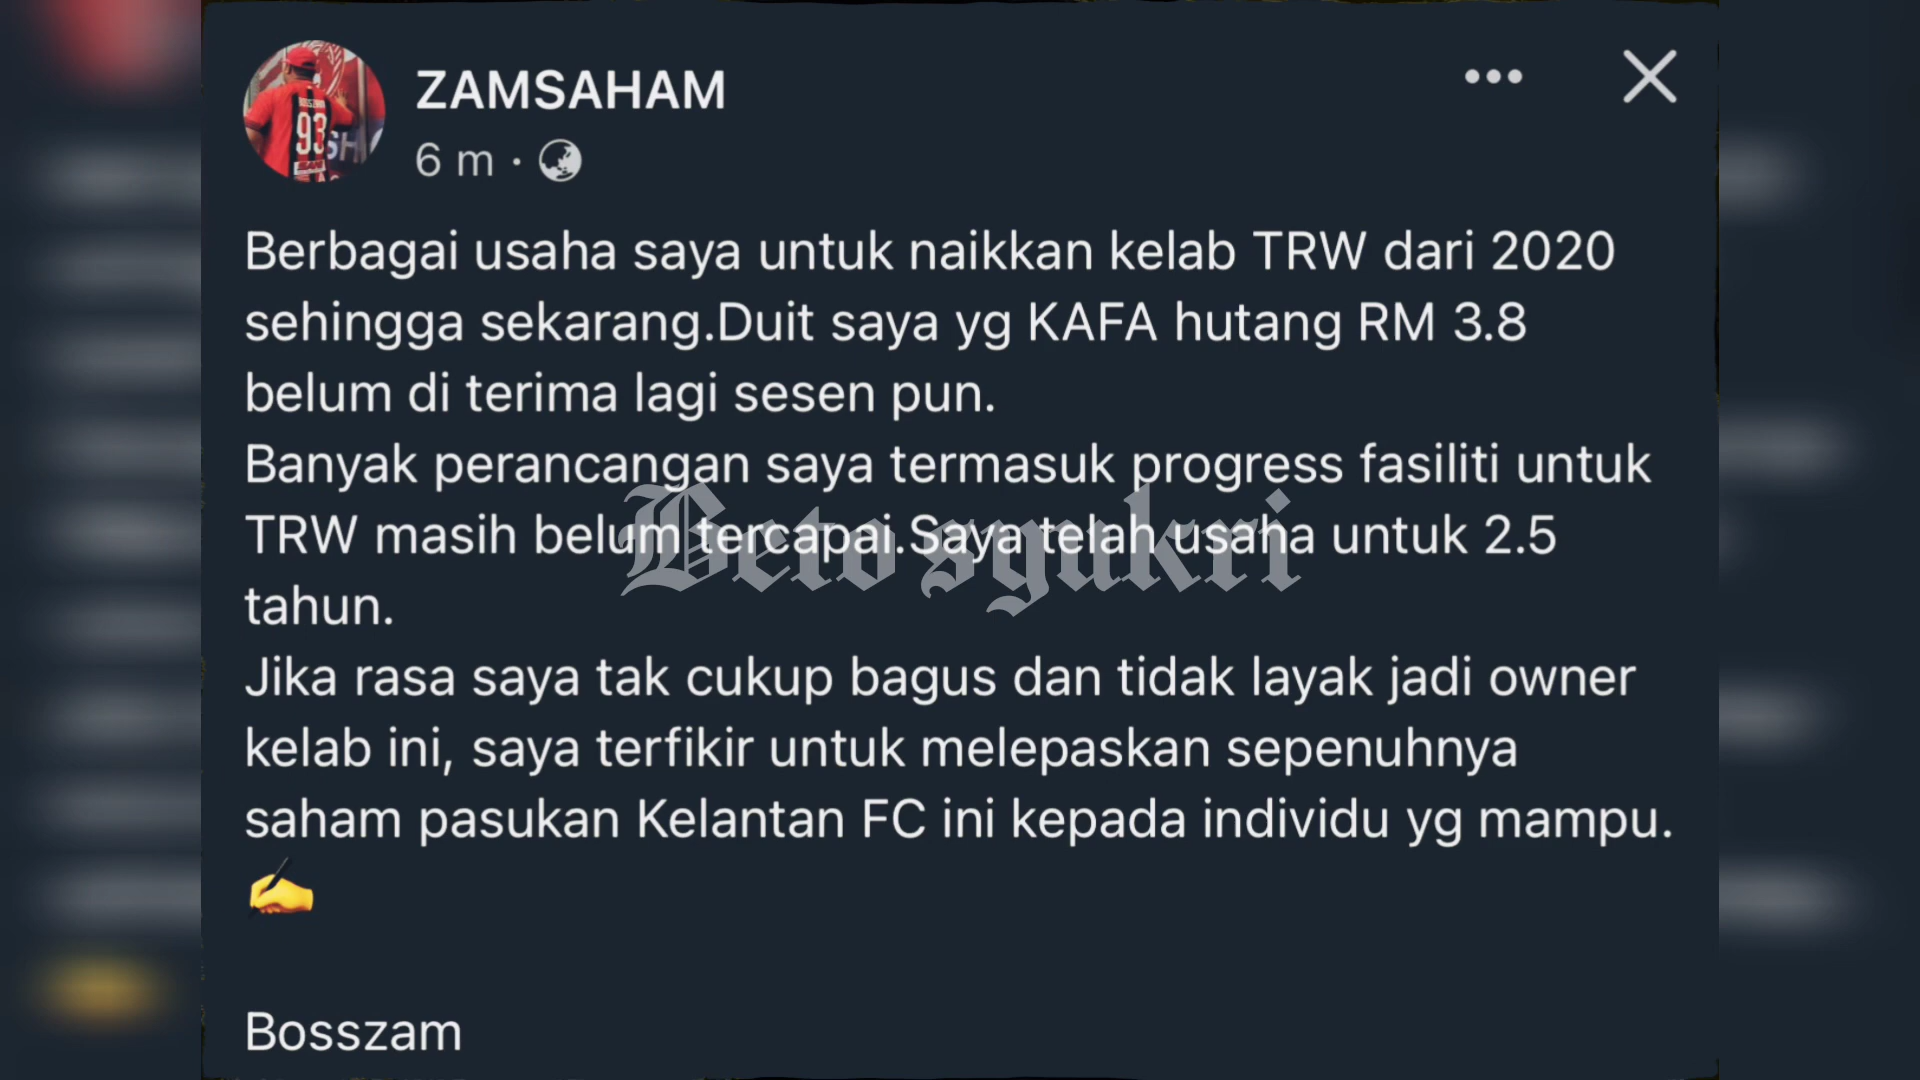 ZAMSAHAM
6 m ·
Berbagai usaha saya untuk naikkan kelab TRW dari 2020
sehingga sekarang.Duit saya yg KAFA hutang RM 3.8
belum di terima lagi sesen pun.
Banyak perancangan saya termasuk progress fasiliti untuk
TRW masih belum tercapai.Saya telah usaha untuk 2.5
tahun.
Jika rasa saya tak cukup bagus dan tidak layak jadi owner
kelab ini, saya terfikir untuk melepaskan sepenuhnya
saham pasukan Kelantan FC ini kepada individu yg mampu.
✍️
Bosszam
Beto syukri
BOSSZAM
93